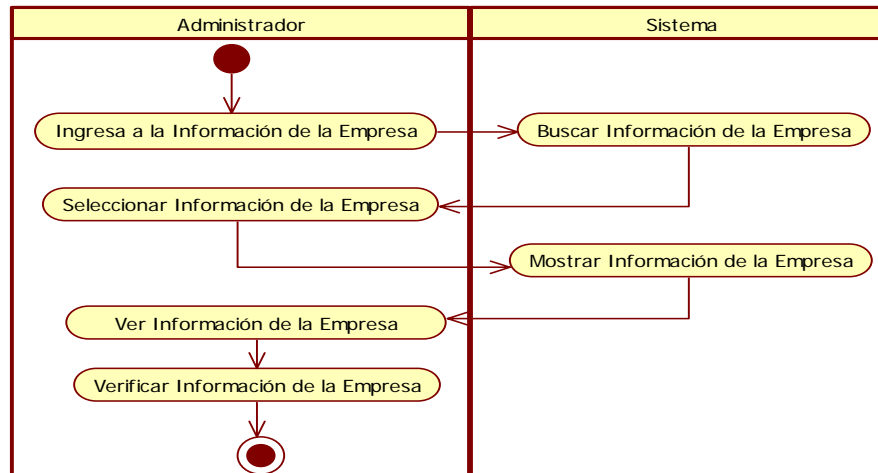 Administrador
Sistema
Ingresa a la Información de la Empresa
Buscar Información de la Empresa
Seleccionar Información de la Empresa
Mostrar Información de la Empresa
Ver Información de la Empresa
Verificar Información de la Empresa